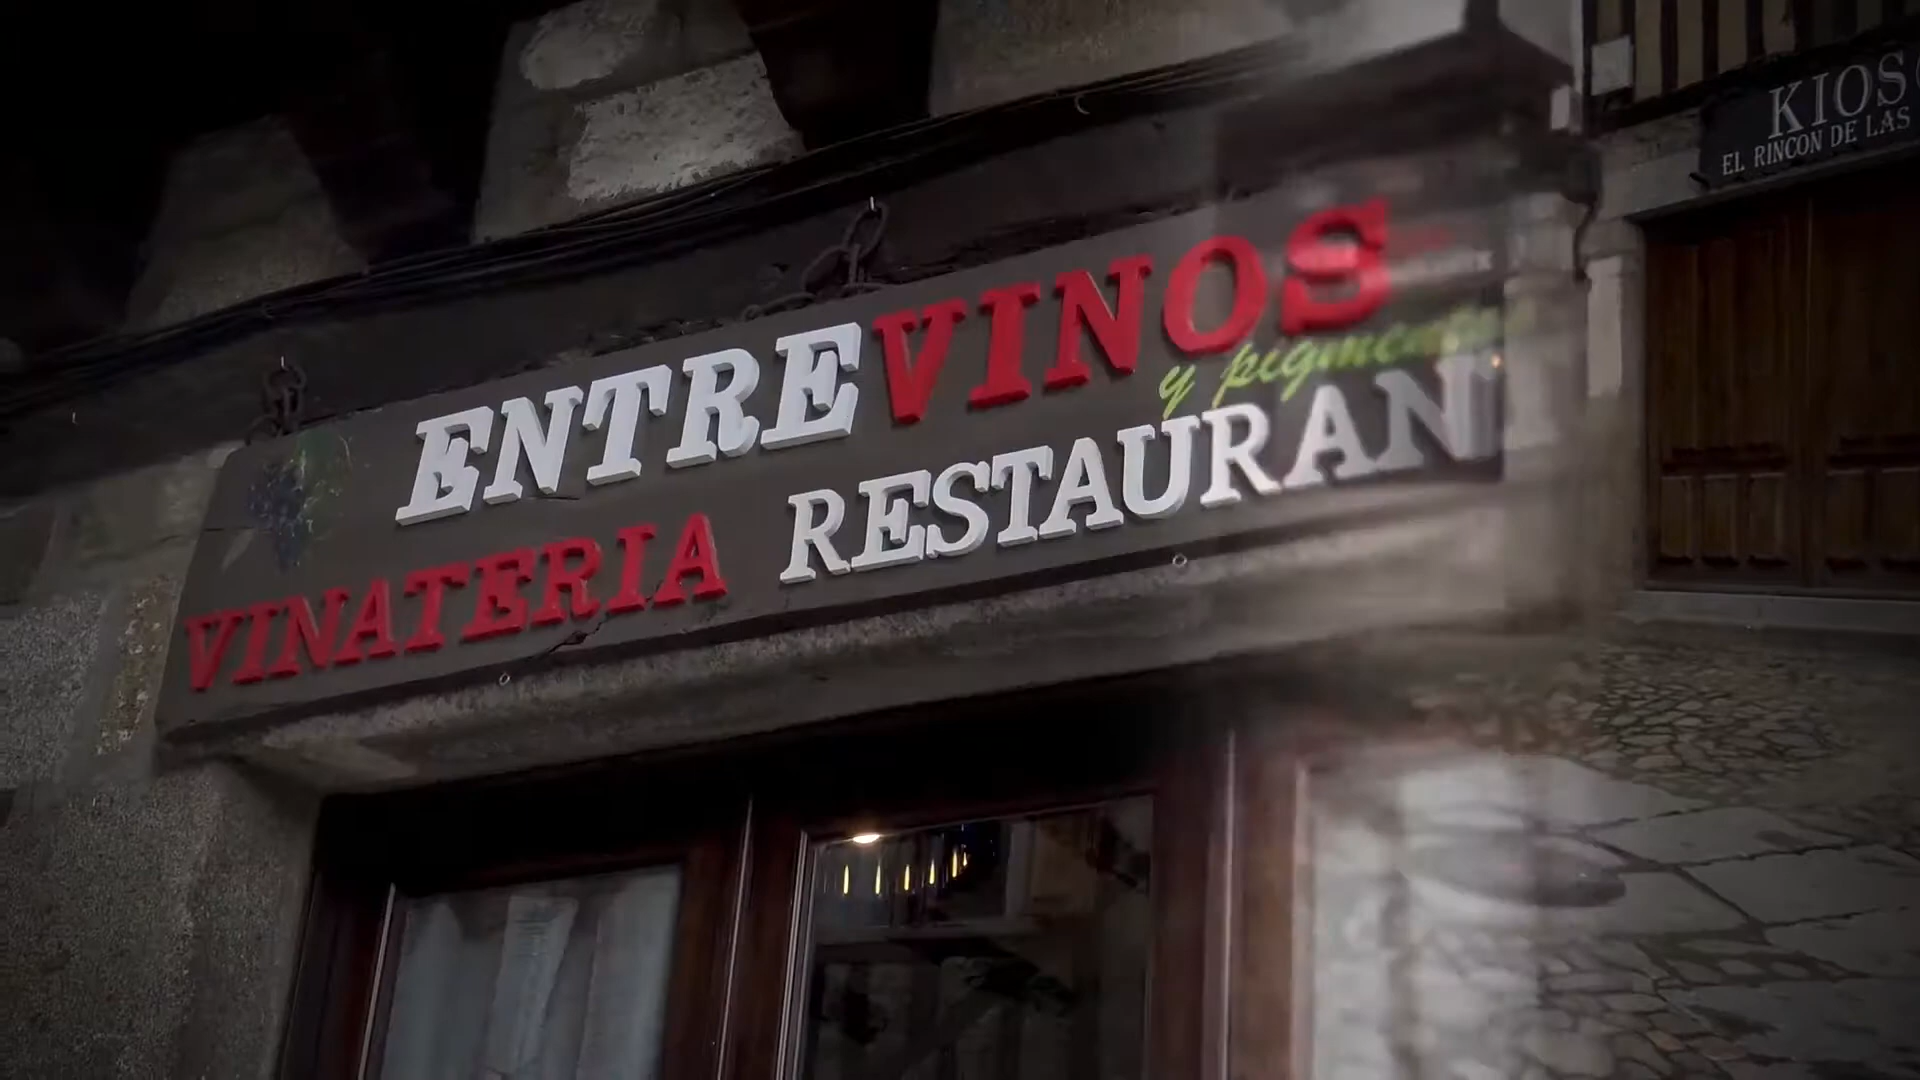 ENTREVINOS
y pigmentos
VINATERIA RESTAURAN
KIOS
EL RINCON DE LAS